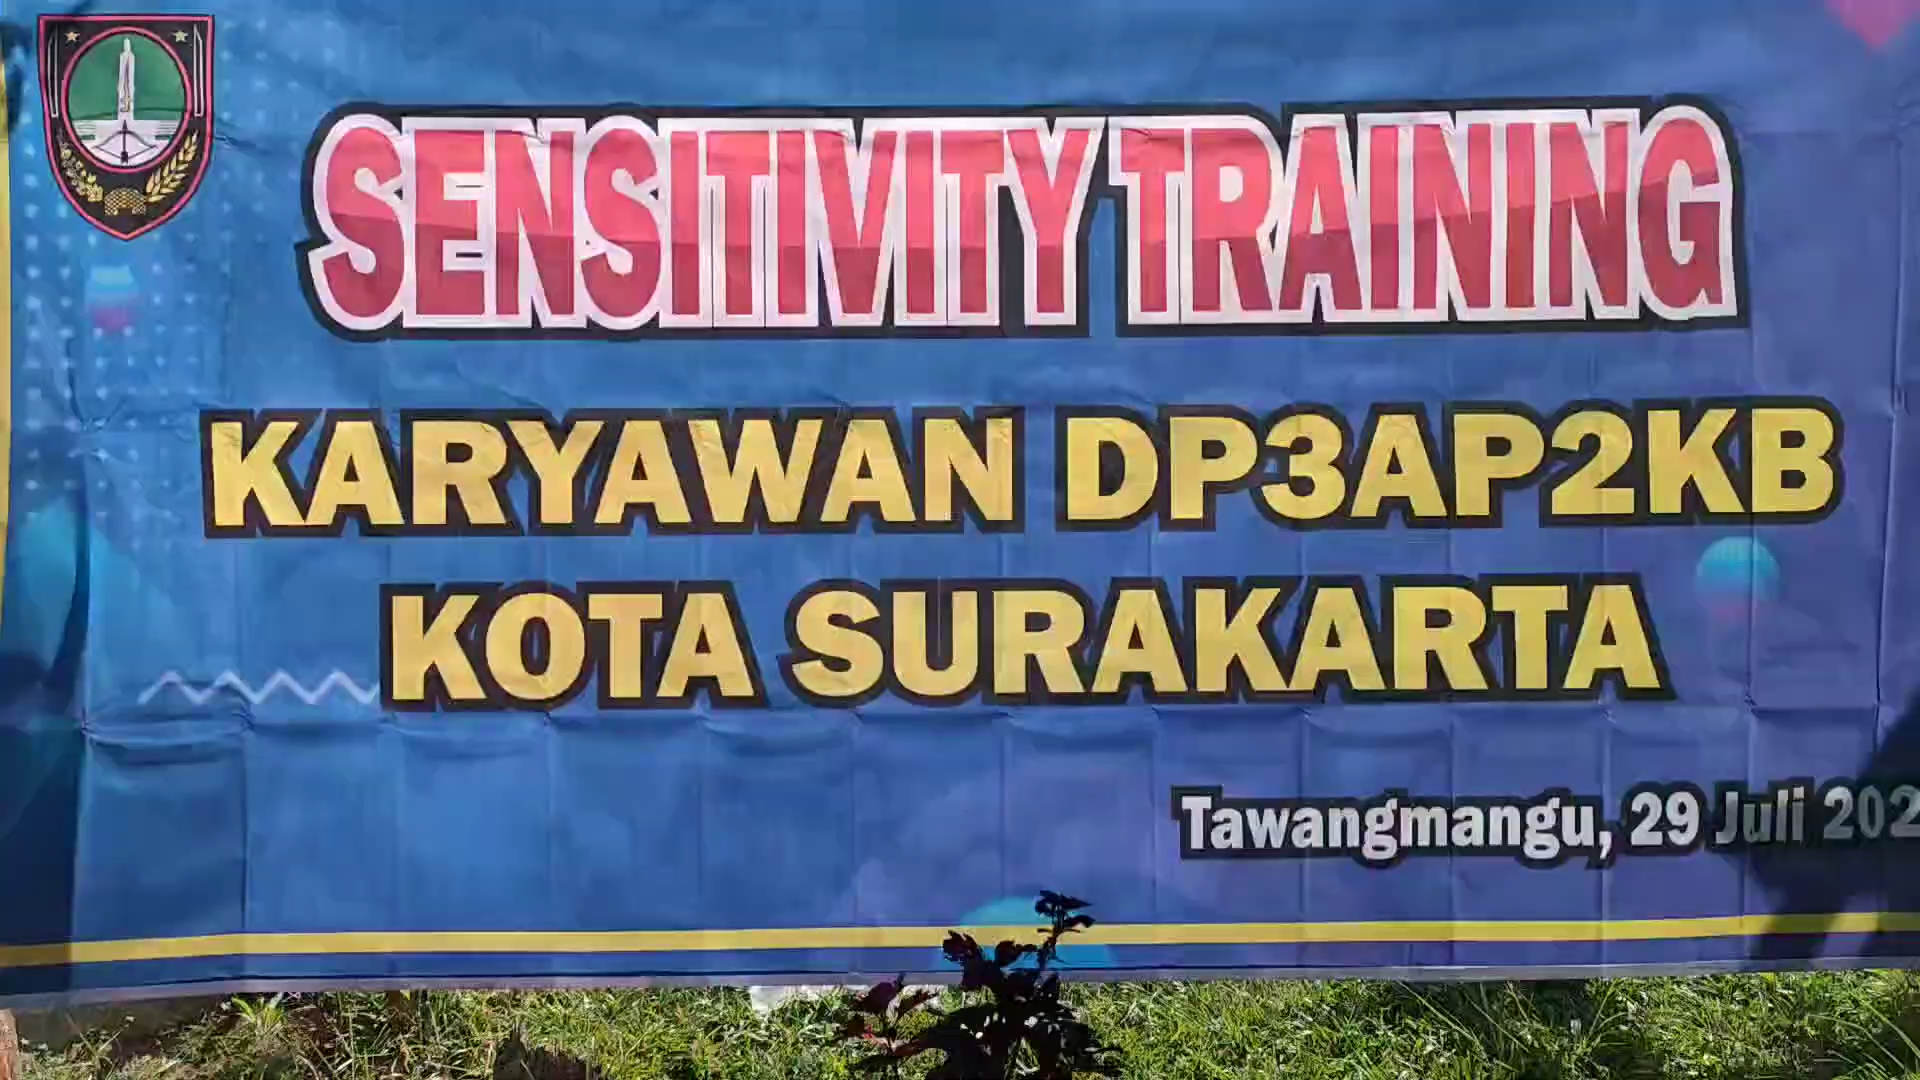 SENSITIVITY TRAINING
KARYAWAN DP3AP2KB
KOTA SURAKARTA
Tawangmangu, 29 Juli